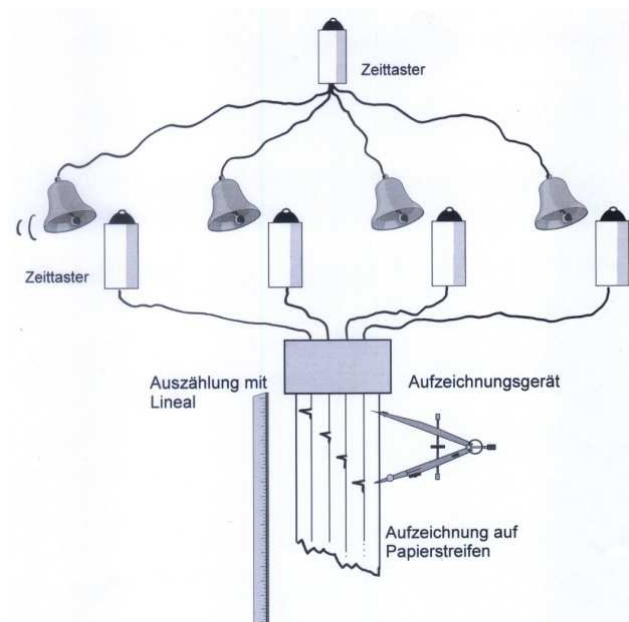 Zeittaster
Zeittaster
Auszählung mit
Lineal
Aufzeichnungsgerät
Aufzeichnung auf
Papierstreifen